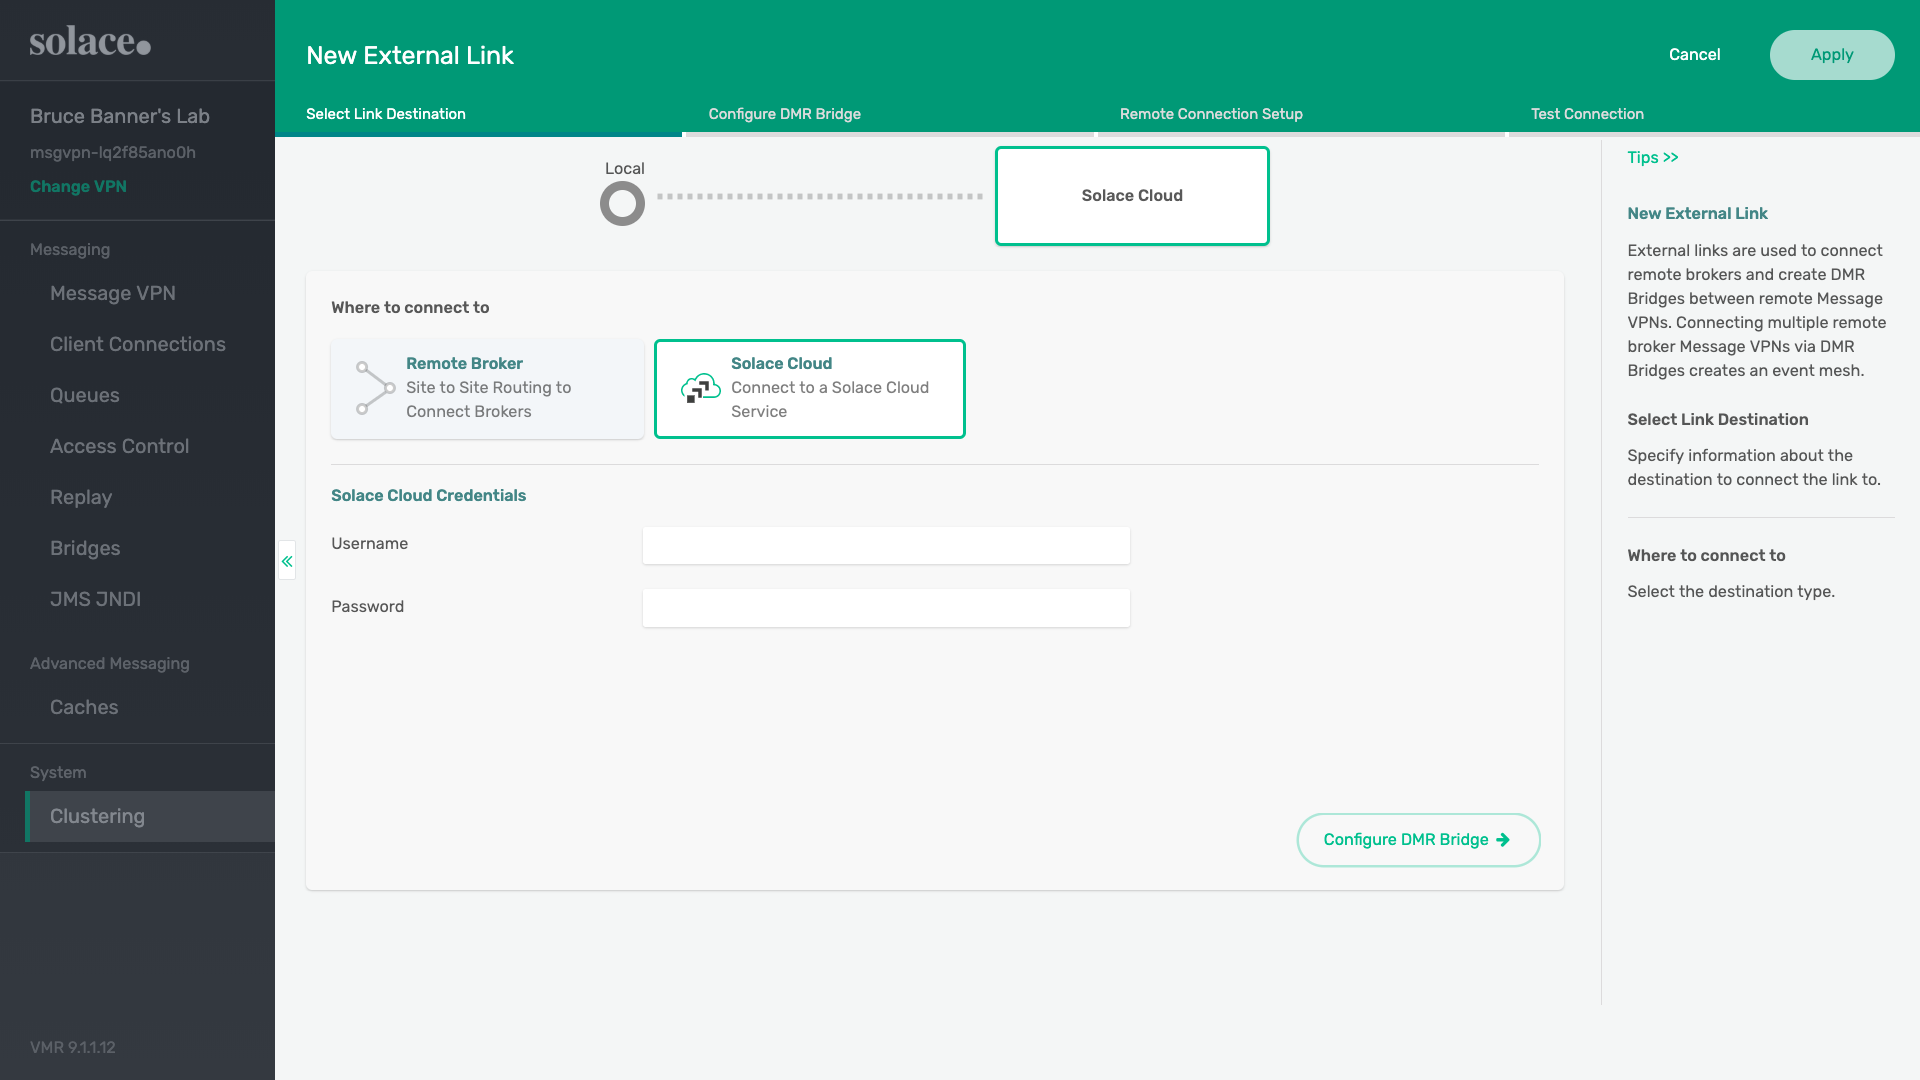 solace
Bruce Banner's Lab
msgvpn-lq2f85ano0h
Change VPN
Messaging
Message VPN
Client Connections
Queues
Access Control
Replay
Bridges
JMS JNDI
Advanced Messaging
Caches
System
Clustering
VMR 9.1.1.12
New External Link
Cancel
Apply
Select Link Destination
Configure DMR Bridge
Remote Connection Setup
Test Connection
Local
Solace Cloud
Where to connect to
Remote Broker
Site to Site Routing to
Connect Brokers
Solace Cloud
Connect to a Solace Cloud
Service
Solace Cloud Credentials
Username
Password
Configure DMR Bridge
Tips >>
New External Link
External links are used to connect
remote brokers and create DMR
Bridges between remote Message
VPNs. Connecting multiple remote
broker Message VPNs via DMR
Bridges creates an event mesh.
Select Link Destination
Specify information about the
destination to connect the link to.
Where to connect to
Select the destination type.